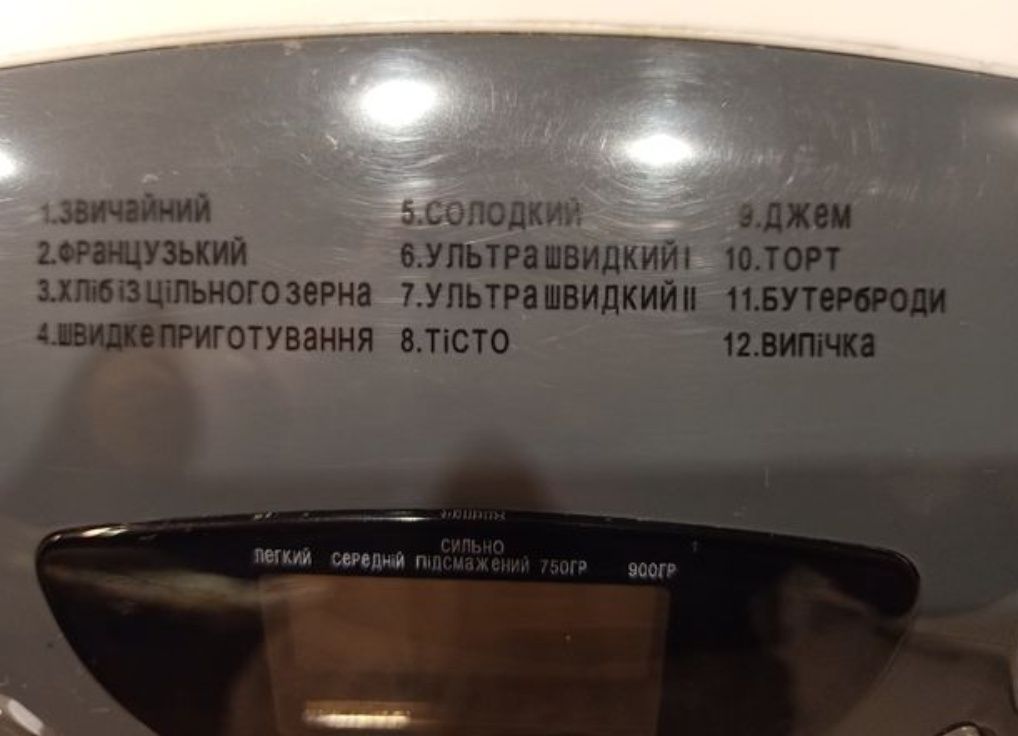 1.ЗВИЧАЙНИЙ
2.ФРАНЦУЗЬКИЙ
3.ХЛІБ ІЗ ЦІЛЬНОГО ЗЕРНА
4.ШВИДКЕ ПРИГОТУВАННЯ
5.СОЛОДКИЙ
6.УЛЬТРА ШВИДКИЙ І
7.УЛЬТРА ШВИДКИЙ ІІ
8.ТІСТО
9.ДЖЕМ
10.ТОРТ
11.БУТЕРБРОДИ
12.ВИПІЧКА
ЛЕГКИЙ СЕРЕДНІЙ СИЛЬНО
ПІДСМАЖЕНИЙ 750ГР 900ГР